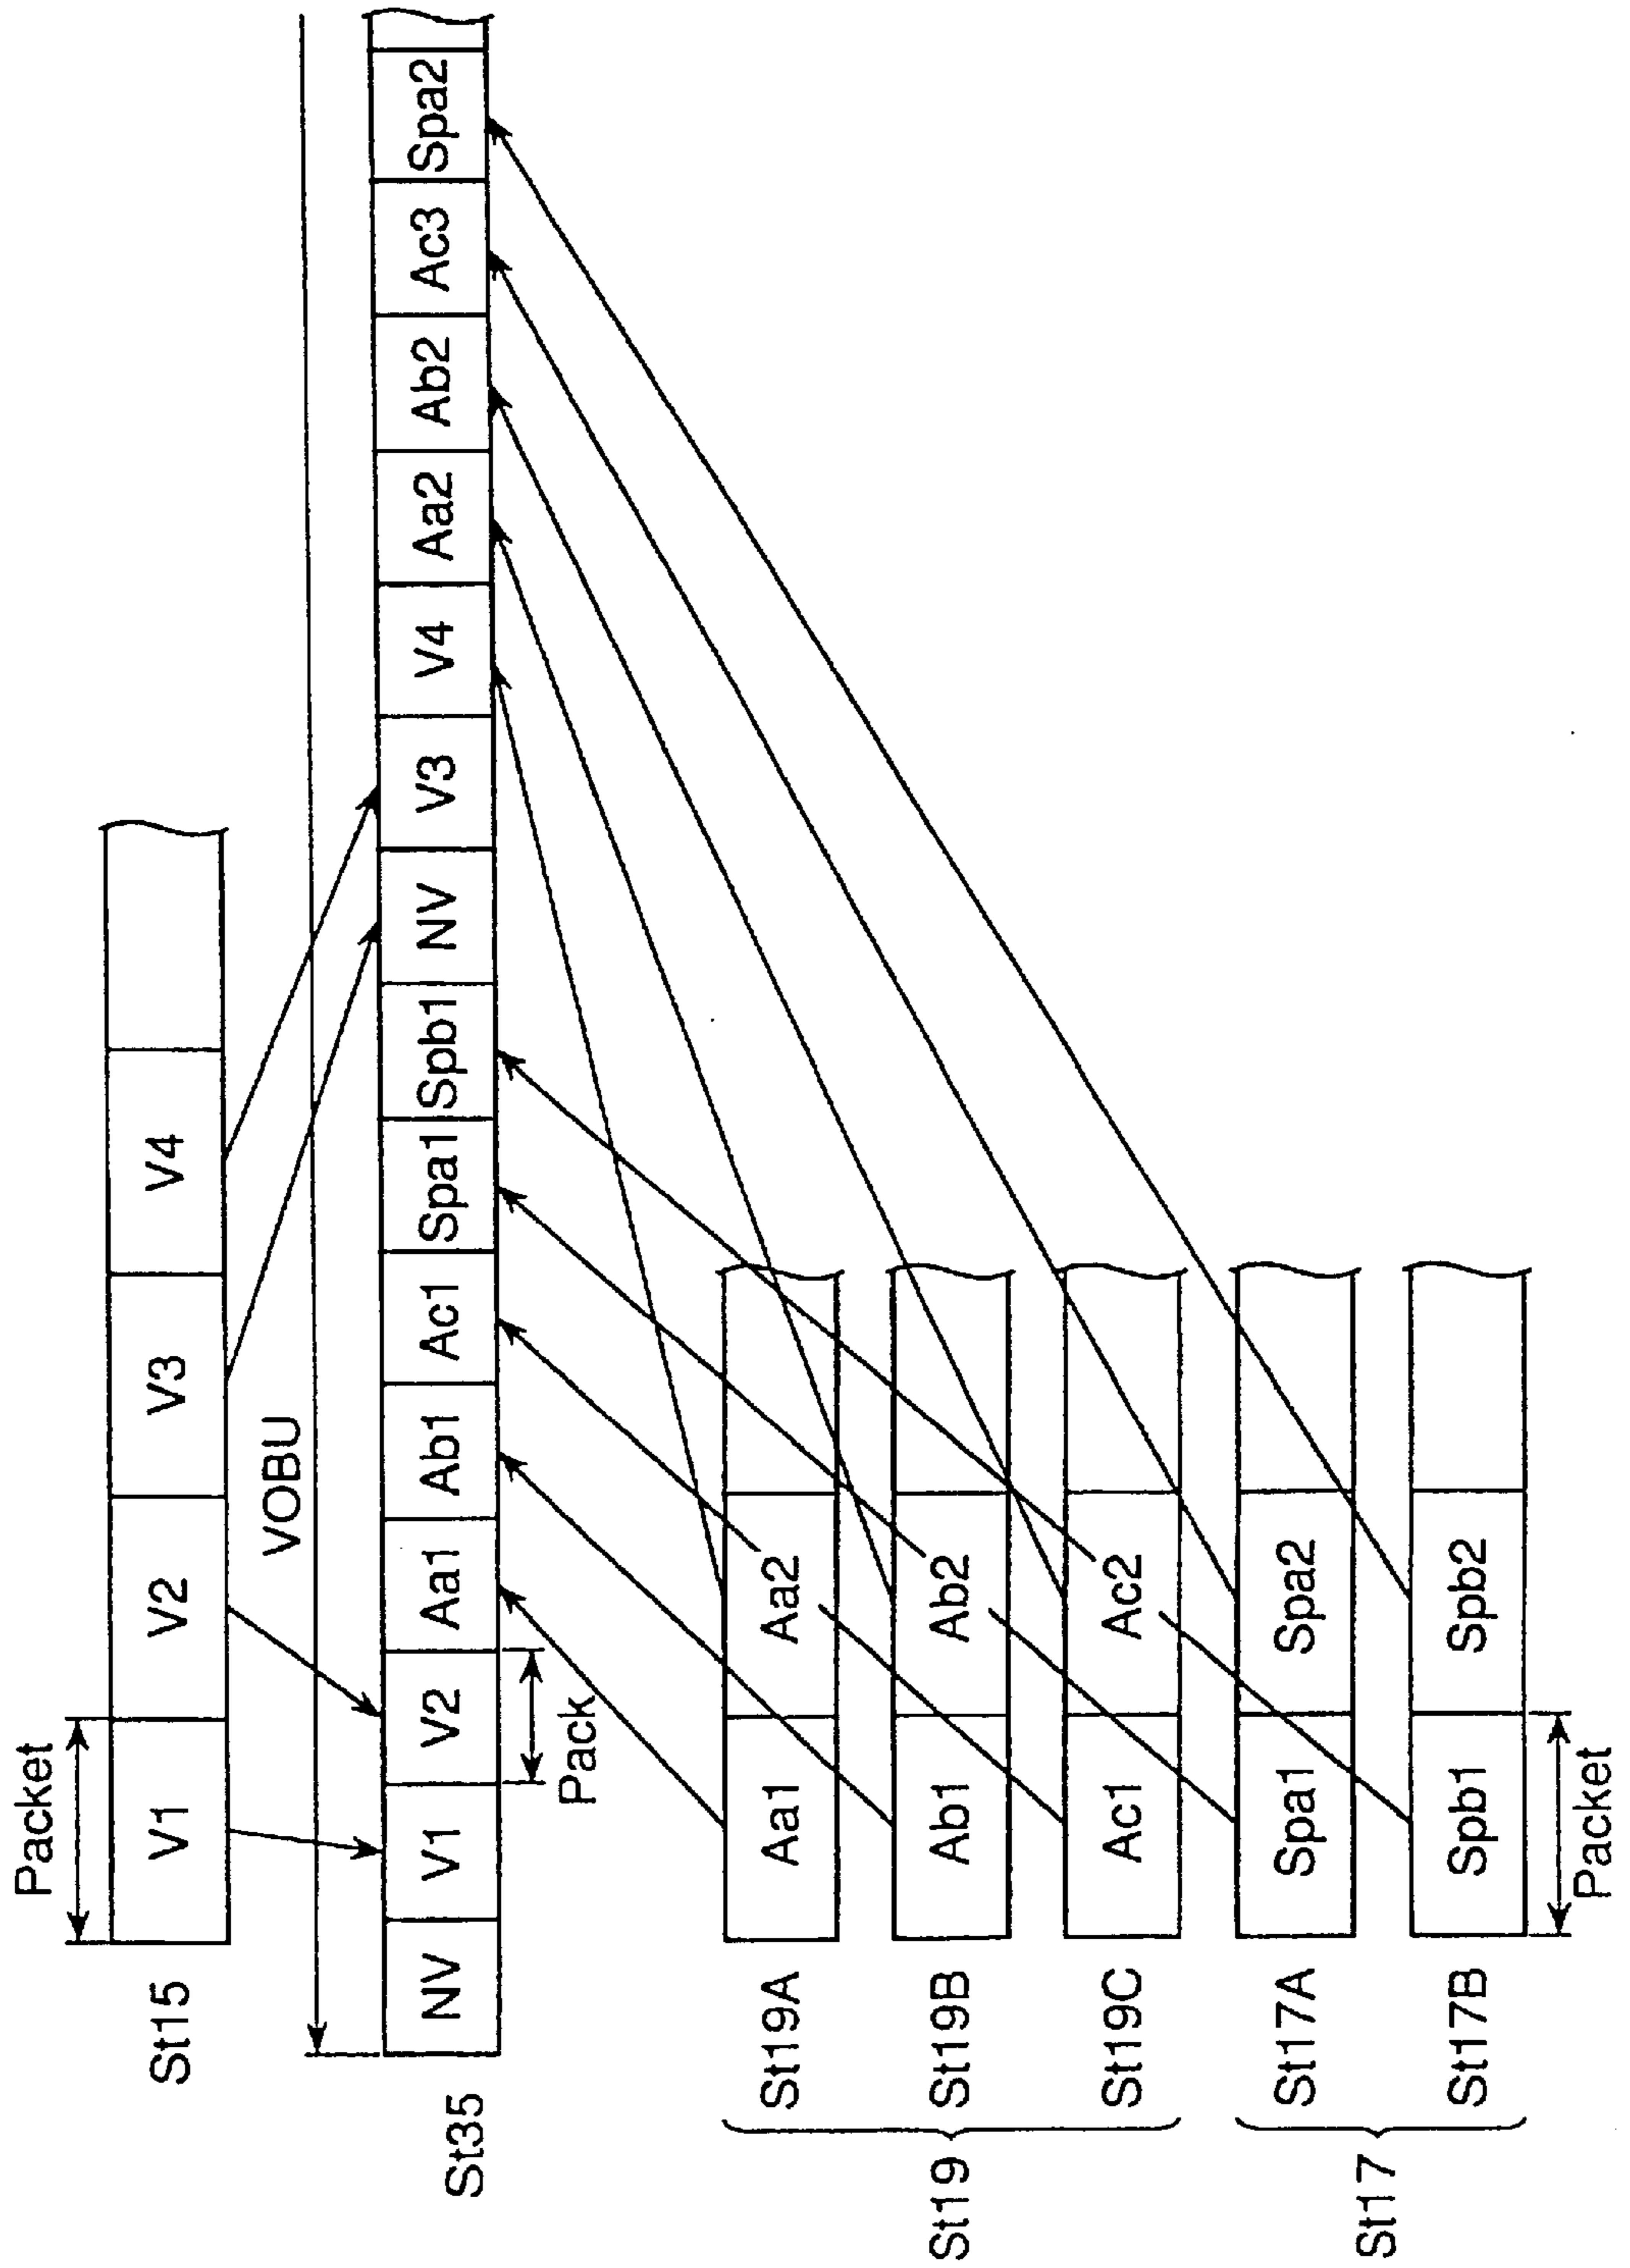 Packet
St15 V1 V2 V3 V4
VOBU
St35 NV V1 V2 Aa1 Ab1 Ac1 Spa1 Spb1 NV V3 V4 Aa2 Ab2 Ac3 Spa2
Pack
St19
St19A Aa1 Aa2
St19B Ab1 Ab2
St19C Ac1 Ac2
St17
St17A Spa1 Spa2
St17B Spb1 Spb2
Packet